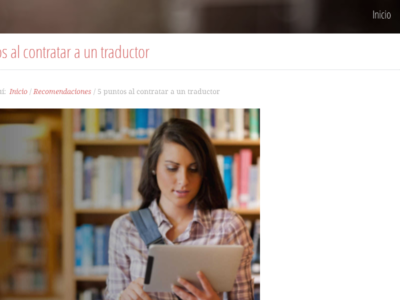 Inicio
os al contratar a un traductor
Inicio / Recomendaciones / 5 puntos al contratar a un traductor